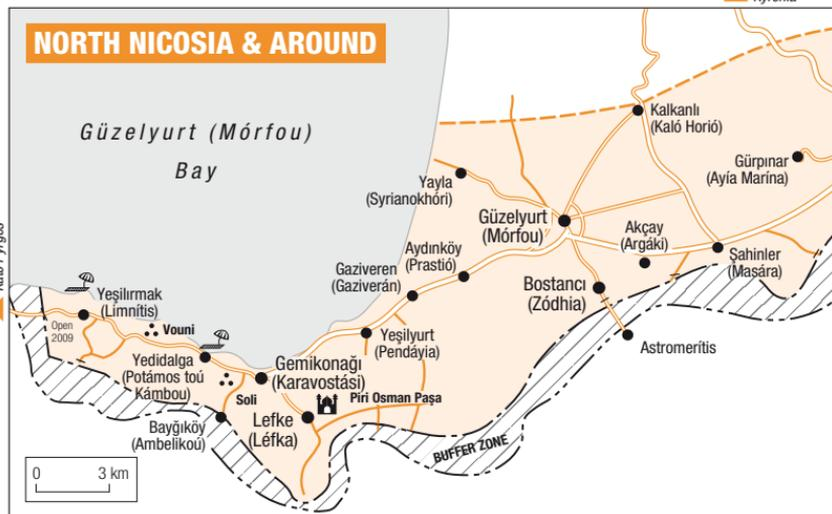 Kyrenia
NORTH NICOSIA & AROUND
Güzelyurt (Mórfou)
Bay
Kalkanlı
(Kaló Horió)
Gürpınar
(Ayía Marína)
Yayla
(Syrianokhóri)
Güzelyurt
(Mórfou)
Akçay
(Argáki)
Şahinler
(Masára)
Aydınköy
(Prastió)
Gaziveren
(Gaziverán)
Bostancı
(Zódhia)
Astromerítis
Yeşilırmak
(Limnítis)
Open
2009
Vouni
Yeşilyurt
(Pendáyia)
Yedidalga
(Potámos toú
Kámbou)
Gemikonağı
(Karavostási)
Soli
Piri Osman Paşa
Lefke
(Léfka)
Bayğıköy
(Ambelikoú)
BUFFER ZONE
0 3 km